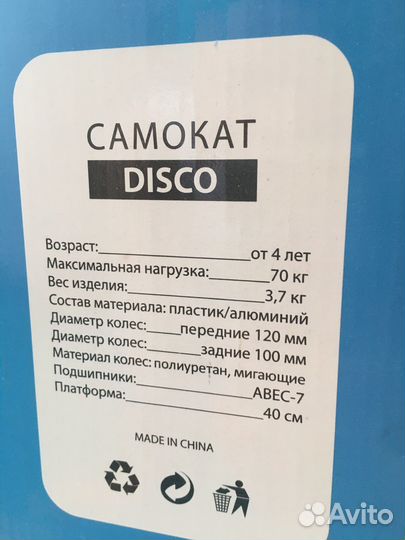 САМОКАТ
DISCO
Возраст: от 4 лет
Максимальная нагрузка: 70 кг
Вес изделия: 3,7 кг
Состав материала: пластик/алюминий
Диаметр колес: передние 120 мм
Диаметр колес: задние 100 мм
Материал колес: полиуретан, мигающие
Подшипники: ABEC-7
Платформа: 40 см
MADE IN CHINA
Avito